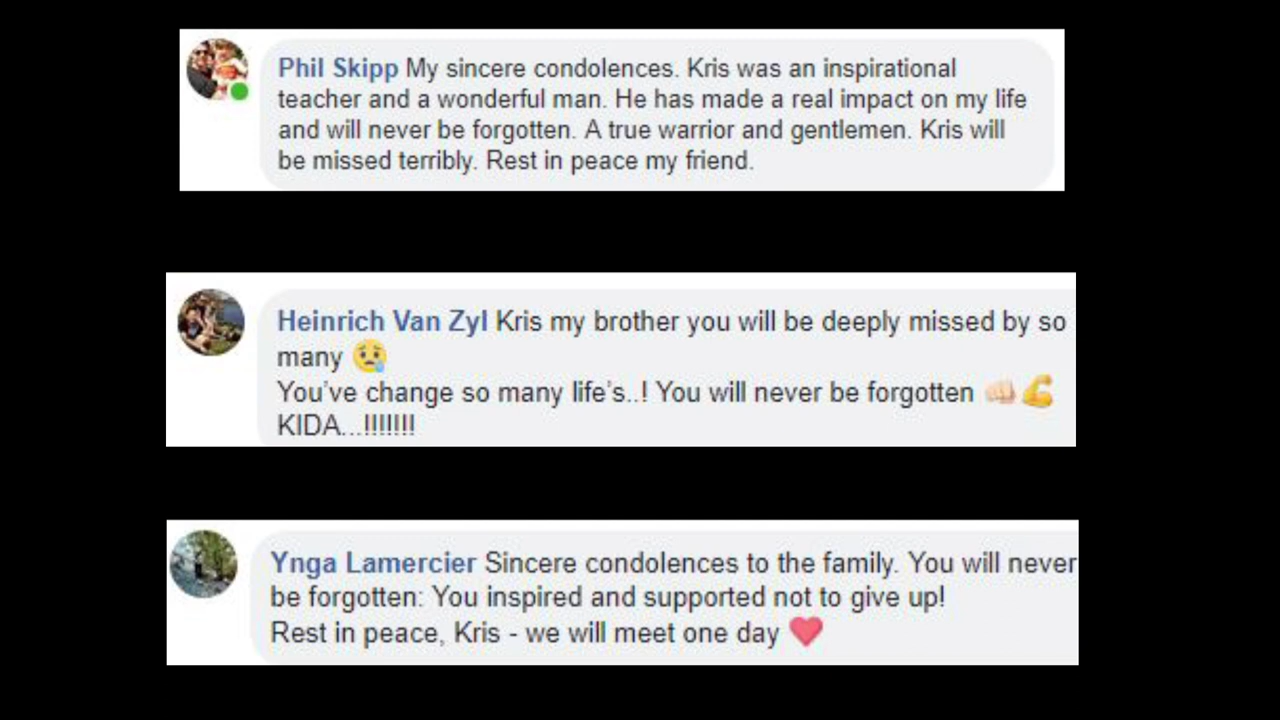 Phil Skipp My sincere condolences. Kris was an inspirational
teacher and a wonderful man. He has made a real impact on my life
and will never be forgotten. A true warrior and gentlemen. Kris will
be missed terribly. Rest in peace my friend.
Heinrich Van Zyl Kris my brother you will be deeply missed by so
many 😢
You've change so many life's..! You will never be forgotten 👊🏻💪
KIDA...!!!!!!!
Ynga Lamercier Sincere condolences to the family. You will never
be forgotten: You inspired and supported not to give up!
Rest in peace, Kris - we will meet one day ❤️